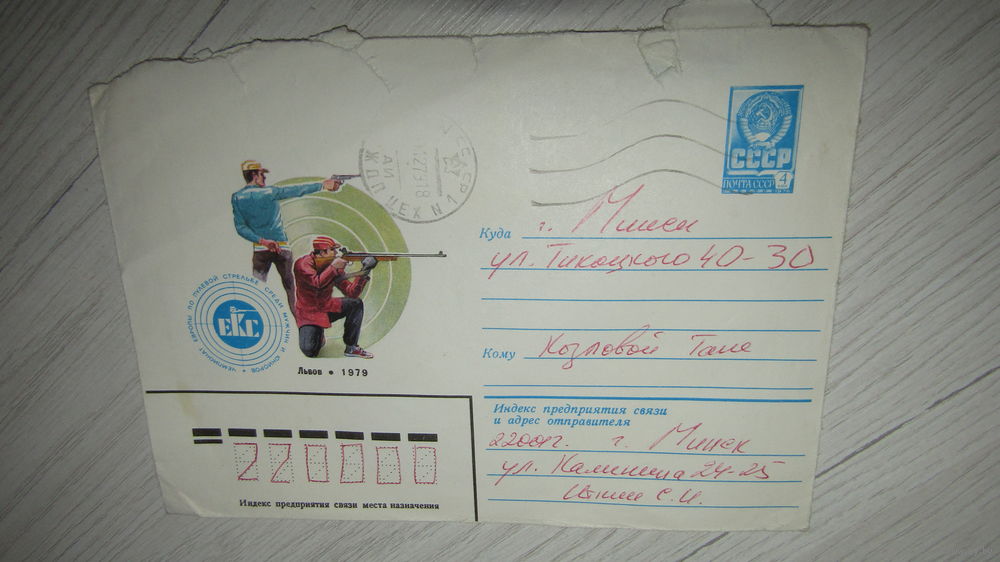 СССР
ПОЧТА СССР 4
ЧЕМПИОНАТ ЕВРОПЫ ПО ПУЛЕВОЙ СТРЕЛЬБЕ СРЕДИ МУЖЧИН И ЮНИОРОВ
ЕКС
Львов • 1979
Куда г. Минск
ул. Тикоцкого 40-30
Кому Козловой Тане
Индекс предприятия связи
и адрес отправителя
г. Минск
ул. Калинина 24-25
С.И.
220000
Индекс предприятия связи места назначения